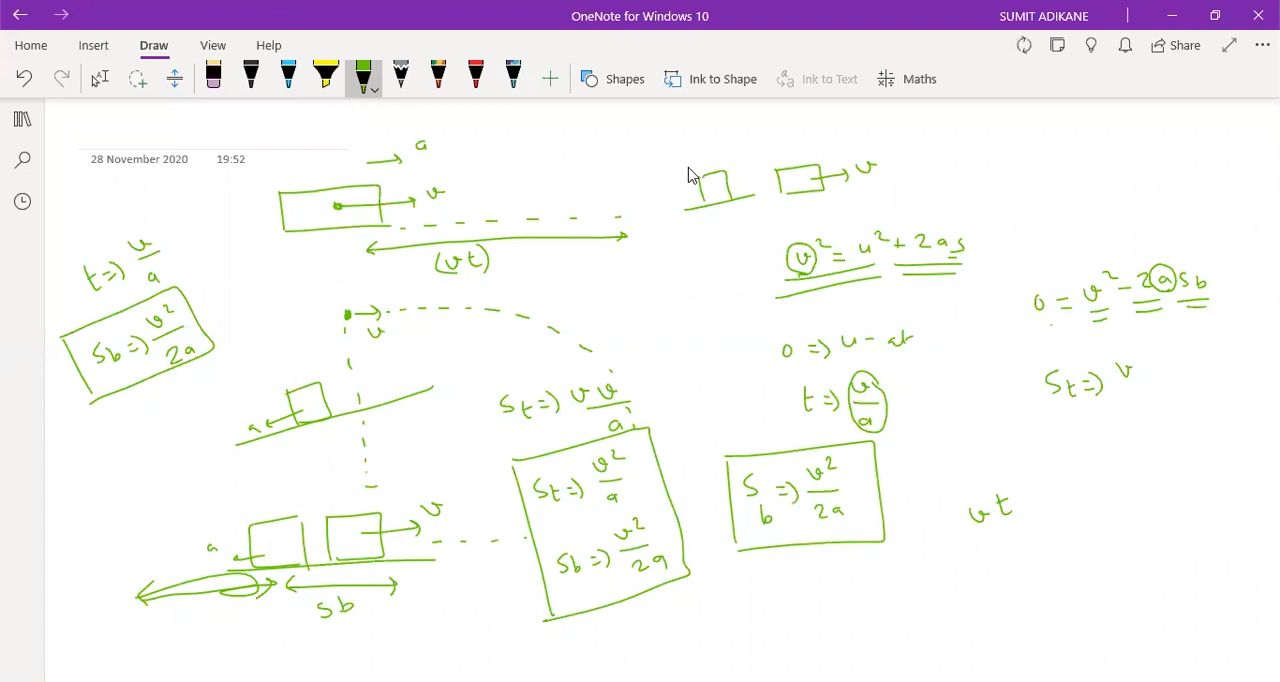 OneNote for Windows 10
SUMIT ADIKANE
Home
Insert
Draw
View
Help
Share
Shapes
Ink to Shape
Ink to Text
Maths
28 November 2020
19:52
a
v
(vt)
t => v/a
Sb => v²/2a
v
a
St => v v/a
St => v²/a
Sb => v²/2a
a
v
Sb
v
v² = u² + 2as
0 => u - at
t => v/a
Sb => v²/2a
0 = v² - 2a Sb
St => v
vt